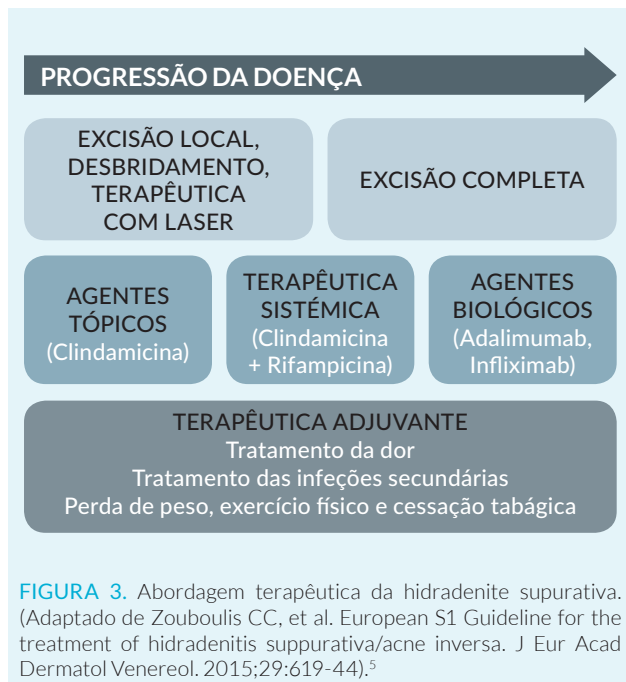 PROGRESSÃO DA DOENÇA
EXCISÃO LOCAL,
DESBRIDAMENTO,
TERAPÊUTICA
COM LASER
EXCISÃO COMPLETA
AGENTES
TÓPICOS
(Clindamicina)
TERAPÊUTICA
SISTÉMICA
(Clindamicina
+ Rifampicina)
AGENTES
BIOLÓGICOS
(Adalimumab,
Infliximab)
TERAPÊUTICA ADJUVANTE
Tratamento da dor
Tratamento das infeções secundárias
Perda de peso, exercício físico e cessação tabágica
FIGURA 3. Abordagem terapêutica da hidradenite supurativa.
(Adaptado de Zouboulis CC, et al. European S1 Guideline for the
treatment of hidradenitis suppurativa/acne inversa. J Eur Acad
Dermatol Venereol. 2015;29:619-44).⁵